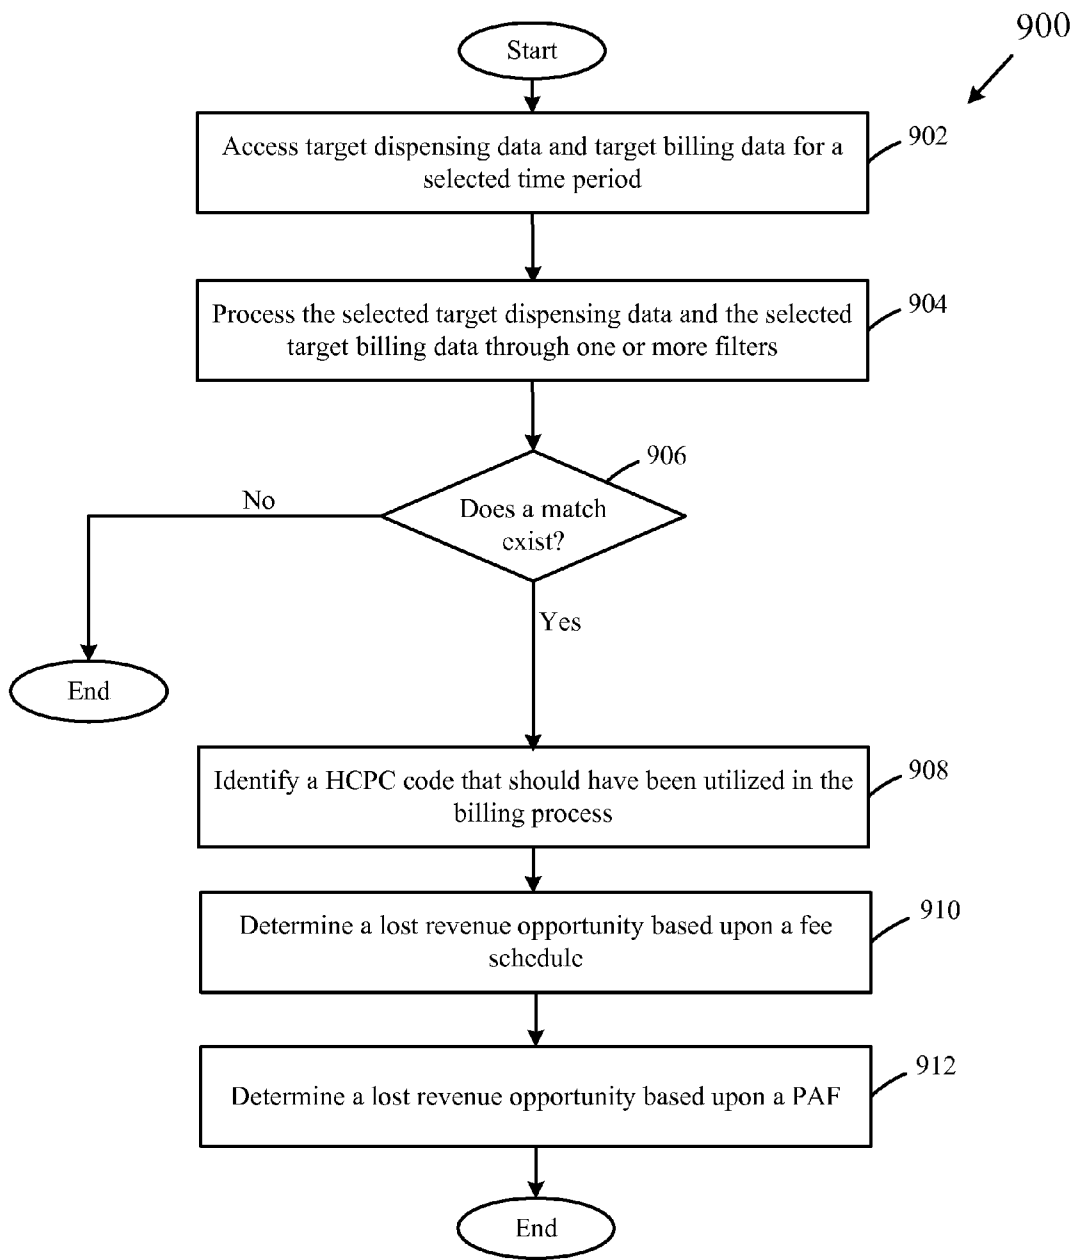 900
Start
Access target dispensing data and target billing data for a
selected time period
902
Process the selected target dispensing data and the selected
target billing data through one or more filters
904
906
Does a match
exist?
No
Yes
End
Identify a HCPC code that should have been utilized in the
billing process
908
Determine a lost revenue opportunity based upon a fee
schedule
910
Determine a lost revenue opportunity based upon a PAF
912
End